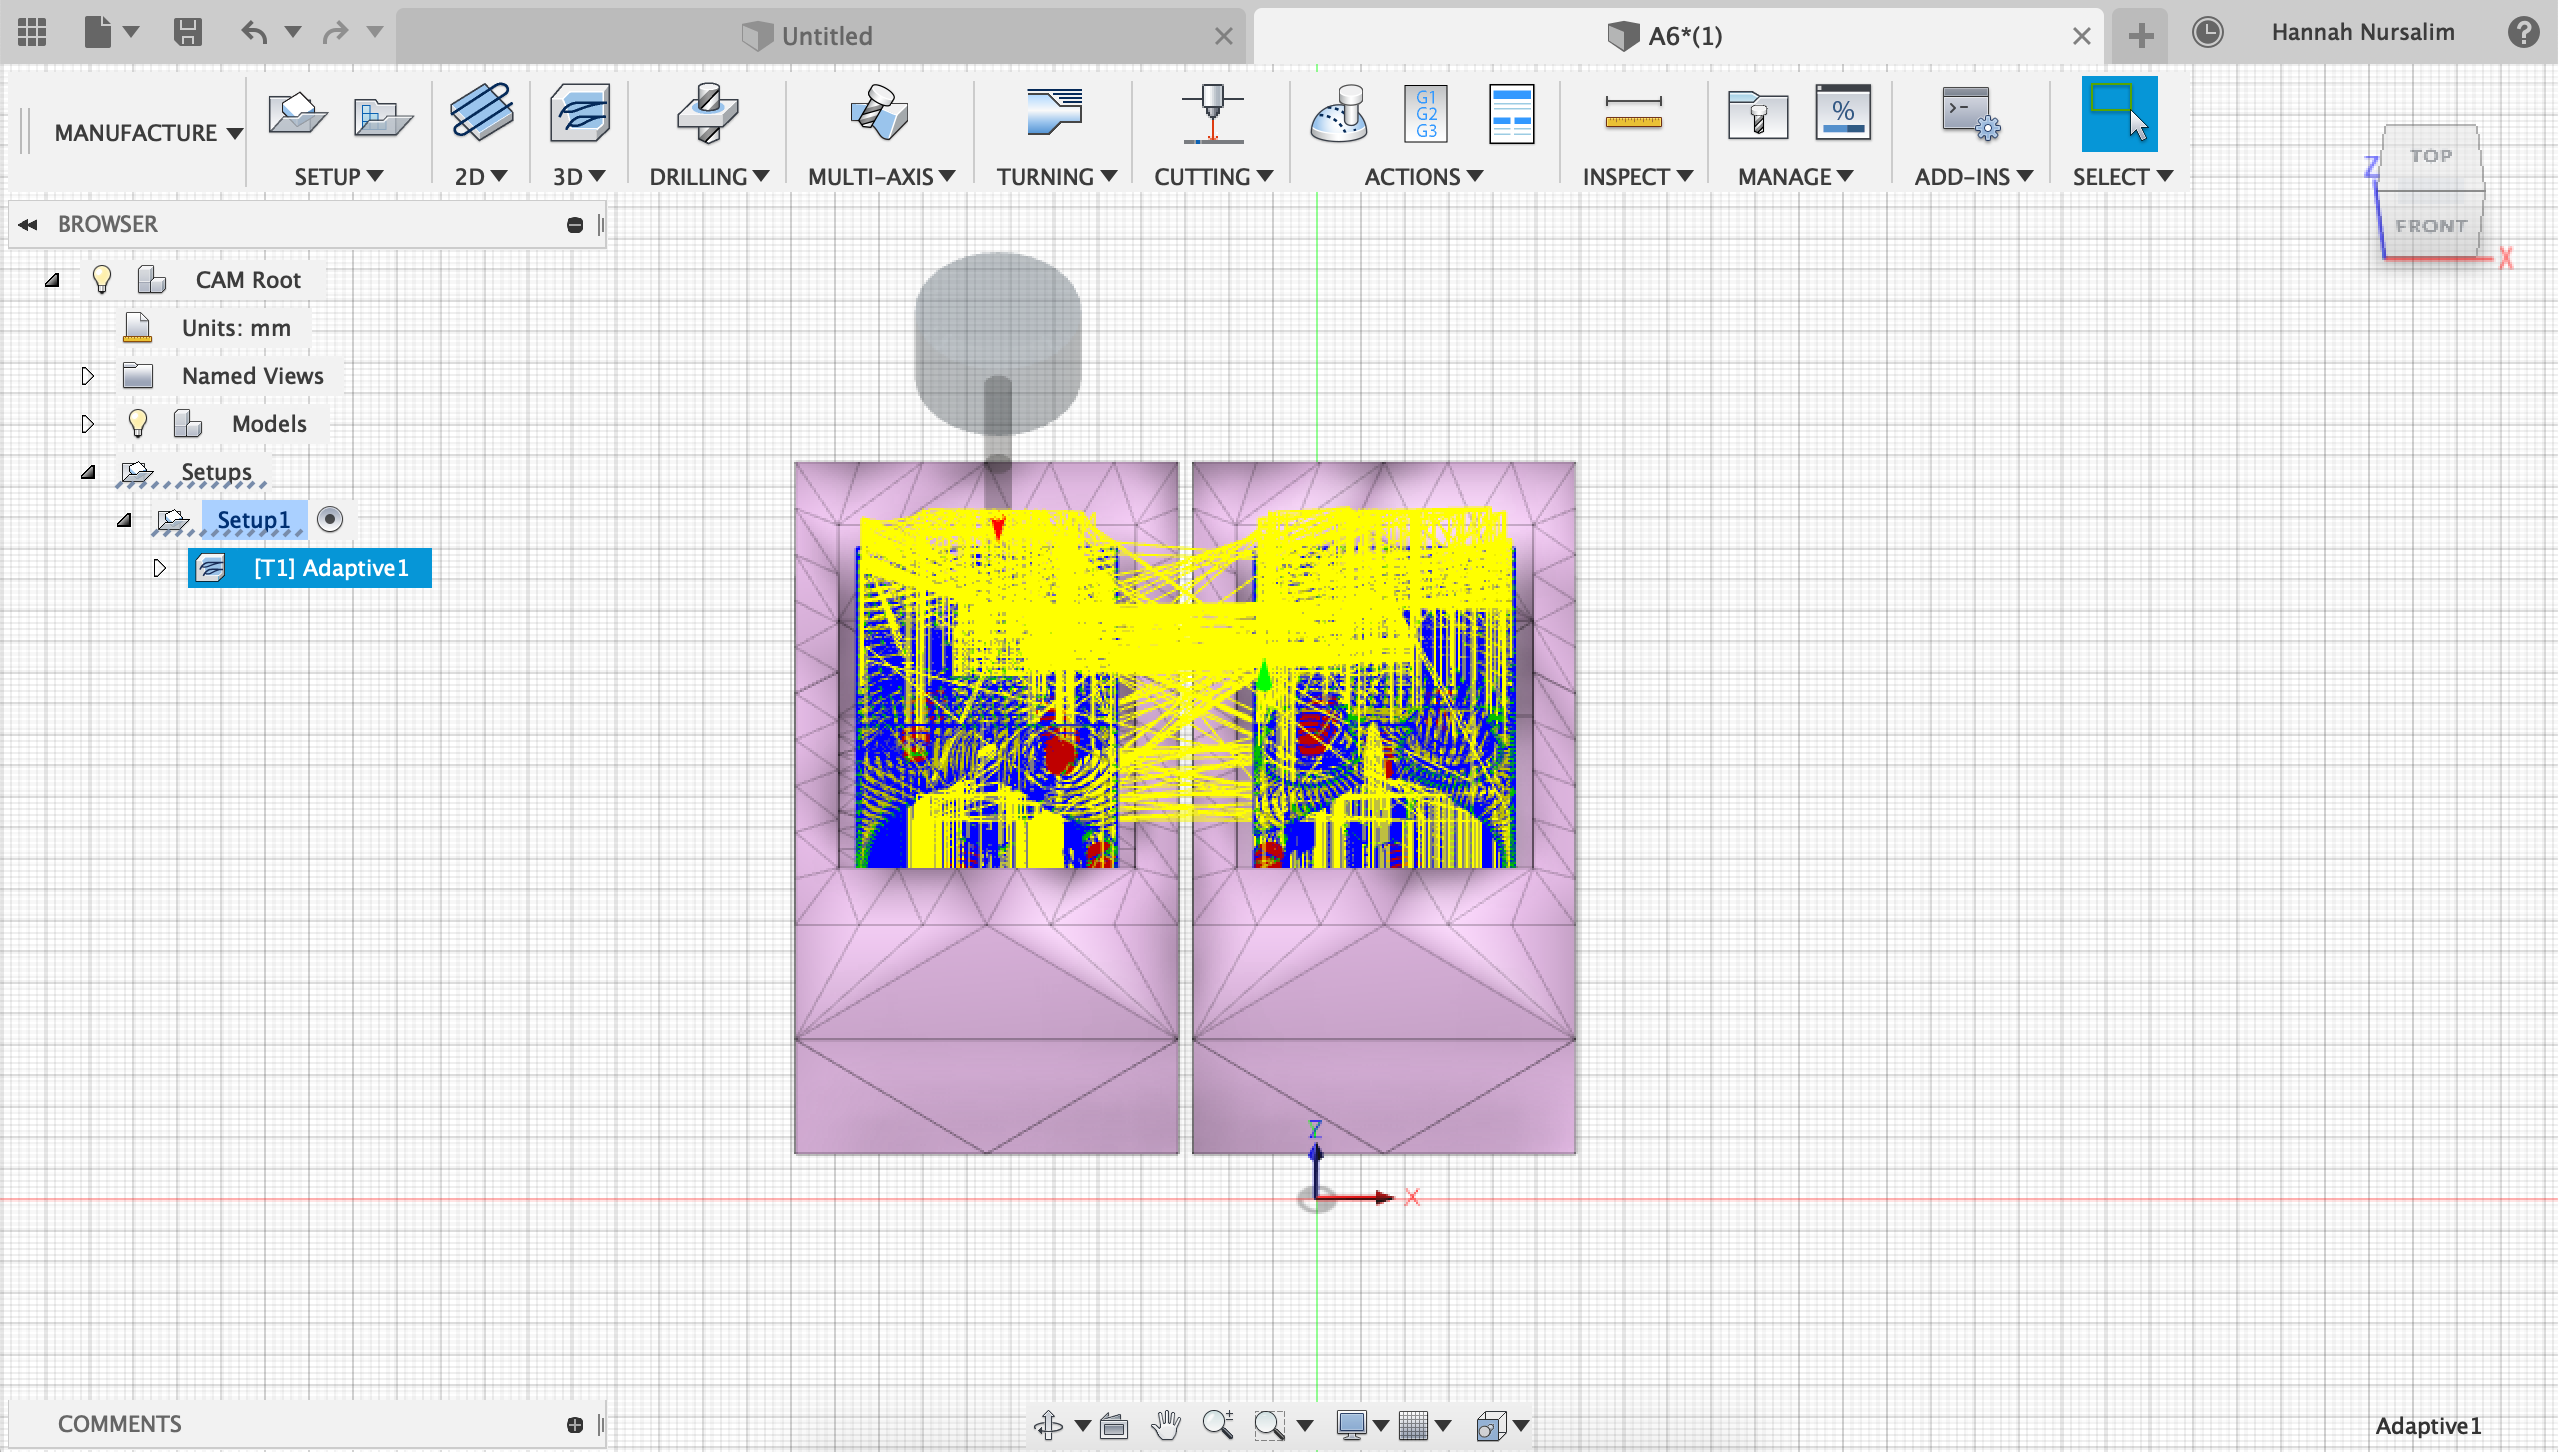 Untitled
A6*(1)
Hannah Nursalim
MANUFACTURE
SETUP
2D
3D
DRILLING
MULTI-AXIS
TURNING
CUTTING
G1
G2
G3
ACTIONS
INSPECT
%
MANAGE
ADD-INS
SELECT
TOP
FRONT
Z
X
BROWSER
CAM Root
Units: mm
Named Views
Models
Setups
Setup1
[T1] Adaptive1
Z
X
COMMENTS
Adaptive1